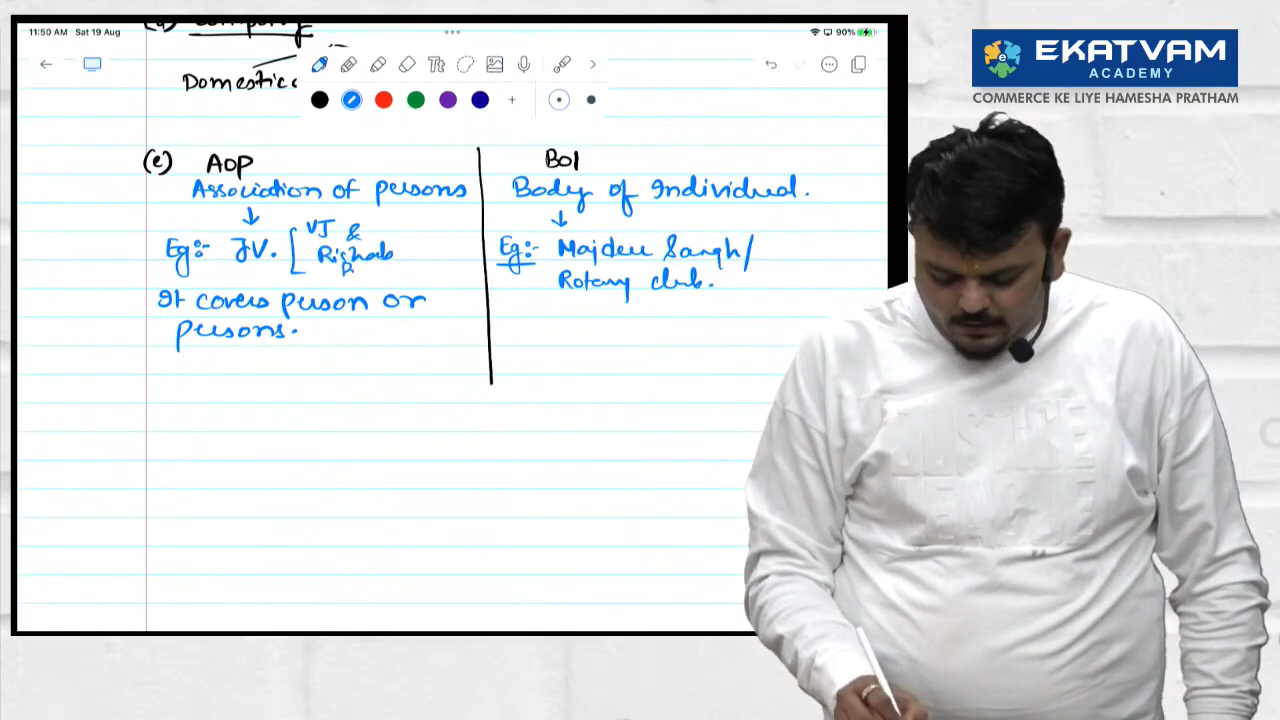 11:50 AM Sat 19 Aug
90%
(d) Company
Domestic
(e) AOP
Association of persons
Eg:- JV. [ VJ &
Rishab
P.
It covers person or
persons.
BOI
Body of Individual.
Eg:- Majdur Sangh/
Rotary club.
EKATVAM
ACADEMY
COMMERCE KE LIYE HAMESHA PRATHAM